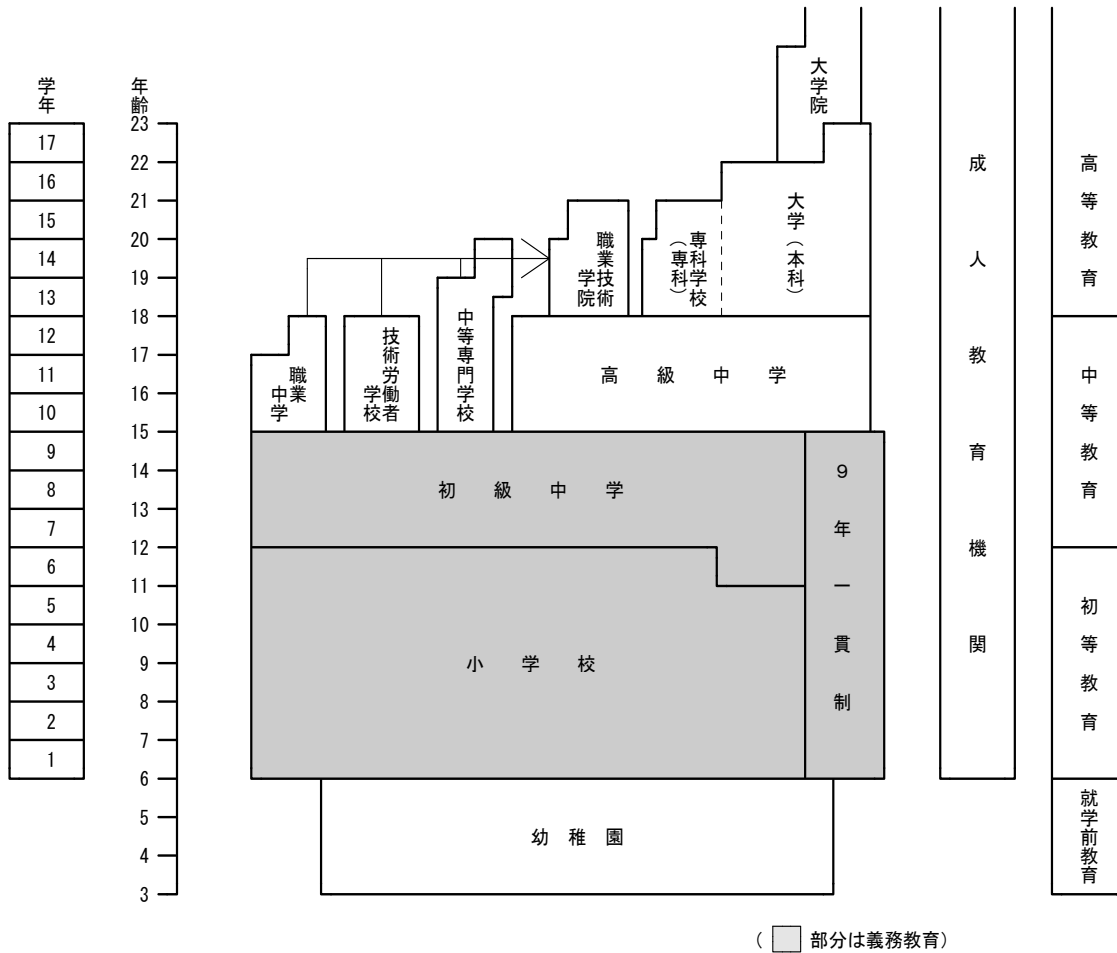 学年
年齢
17
16
15
14
13
12
11
10
9
8
7
6
5
4
3
2
1
23
22
21
20
19
18
17
16
15
14
13
12
11
10
9
8
7
6
5
4
3
大学院
大学(本科)
専科学校
(専科)
職業技術
学院
中等専門学校
技術労働者
学校
職業
中学
高級中学
初級中学
9年一貫制
小学校
幼稚園
成人教育機関
高等教育
中等教育
初等教育
就学前教育
( 部分は義務教育)